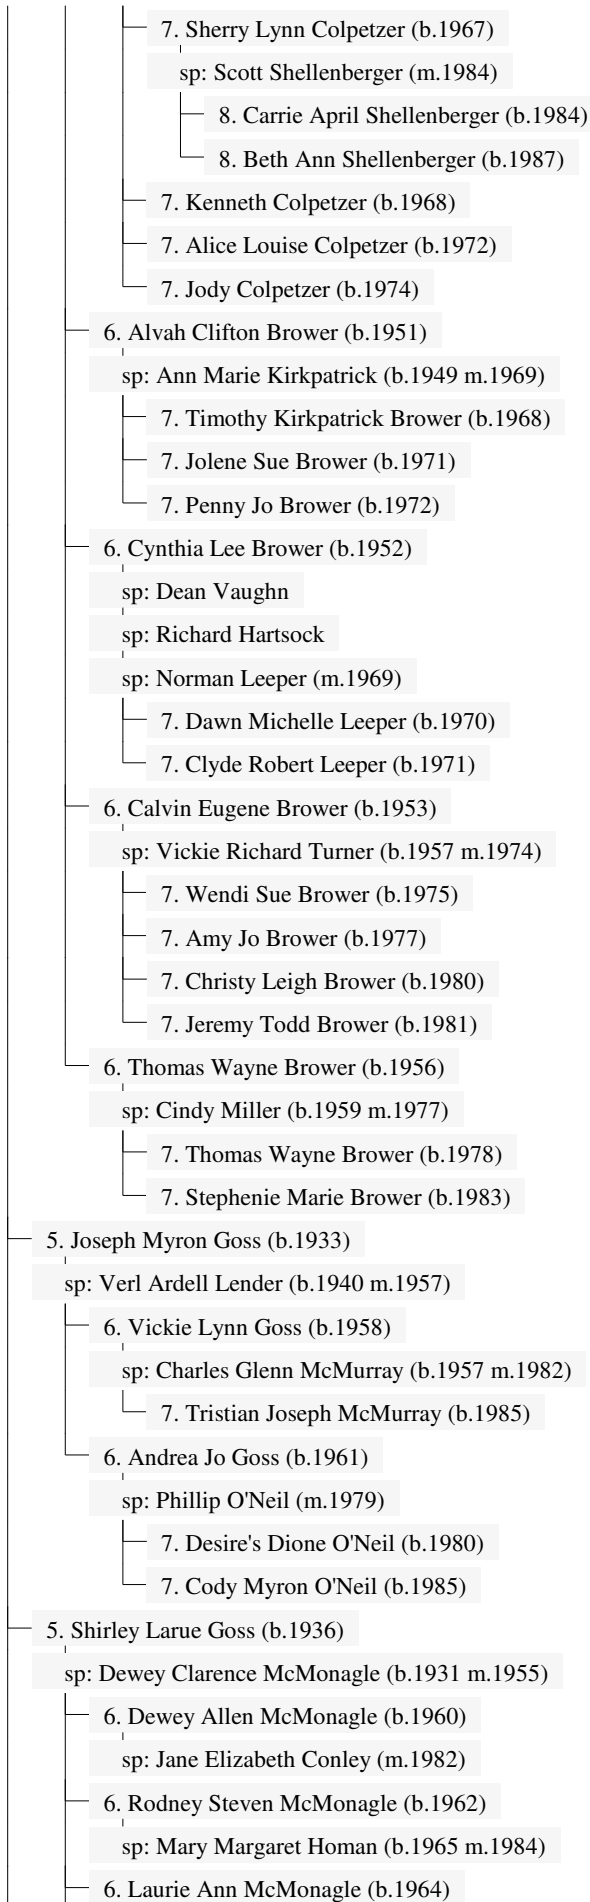 7. Sherry Lynn Colpetzer (b.1967)
sp: Scott Shellenberger (m.1984)
8. Carrie April Shellenberger (b.1984)
8. Beth Ann Shellenberger (b.1987)
7. Kenneth Colpetzer (b.1968)
7. Alice Louise Colpetzer (b.1972)
7. Jody Colpetzer (b.1974)
6. Alvah Clifton Brower (b.1951)
sp: Ann Marie Kirkpatrick (b.1949 m.1969)
7. Timothy Kirkpatrick Brower (b.1968)
7. Jolene Sue Brower (b.1971)
7. Penny Jo Brower (b.1972)
6. Cynthia Lee Brower (b.1952)
sp: Dean Vaughn
sp: Richard Hartsock
sp: Norman Leeper (m.1969)
7. Dawn Michelle Leeper (b.1970)
7. Clyde Robert Leeper (b.1971)
6. Calvin Eugene Brower (b.1953)
sp: Vickie Richard Turner (b.1957 m.1974)
7. Wendi Sue Brower (b.1975)
7. Amy Jo Brower (b.1977)
7. Christy Leigh Brower (b.1980)
7. Jeremy Todd Brower (b.1981)
6. Thomas Wayne Brower (b.1956)
sp: Cindy Miller (b.1959 m.1977)
7. Thomas Wayne Brower (b.1978)
7. Stephenie Marie Brower (b.1983)
5. Joseph Myron Goss (b.1933)
sp: Verl Ardell Lender (b.1940 m.1957)
6. Vickie Lynn Goss (b.1958)
sp: Charles Glenn McMurray (b.1957 m.1982)
7. Tristian Joseph McMurray (b.1985)
6. Andrea Jo Goss (b.1961)
sp: Phillip O'Neil (m.1979)
7. Desire's Dione O'Neil (b.1980)
7. Cody Myron O'Neil (b.1985)
5. Shirley Larue Goss (b.1936)
sp: Dewey Clarence McMonagle (b.1931 m.1955)
6. Dewey Allen McMonagle (b.1960)
sp: Jane Elizabeth Conley (m.1982)
6. Rodney Steven McMonagle (b.1962)
sp: Mary Margaret Homan (b.1965 m.1984)
6. Laurie Ann McMonagle (b.1964)